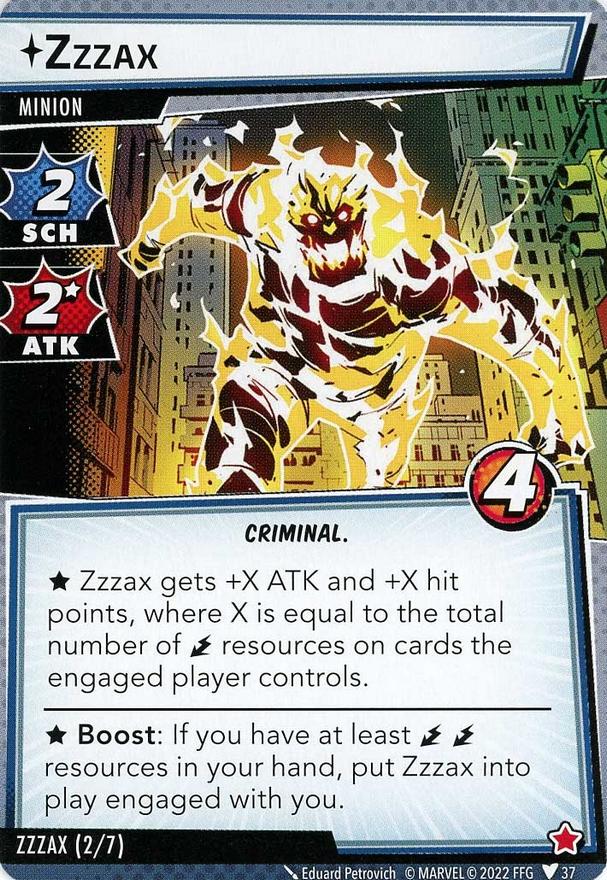 ZZZAX
MINION
2
SCH
2
ATK
4
CRIMINAL.
★ Zzzax gets +X ATK and +X hit
points, where X is equal to the total
number of resources on cards the
engaged player controls.
★ Boost: If you have at least
resources in your hand, put Zzzax into
play engaged with you.
ZZZAX (2/7)
Eduard Petrovich © MARVEL © 2022 FFG 37